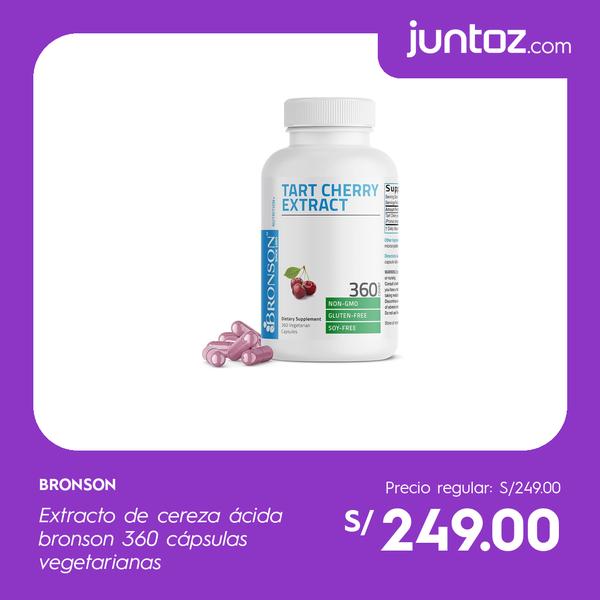 juntoz.com
TART CHERRY
EXTRACT
BRONSON
NUTRITION
360
NON-GMO
GLUTEN-FREE
SOY-FREE
Dietary Supplement
360 Vegetarian
Capsules
BRONSON
Extracto de cereza ácida
bronson 360 cápsulas
vegetarianas
Precio regular: S/249.00
S/ 249.00